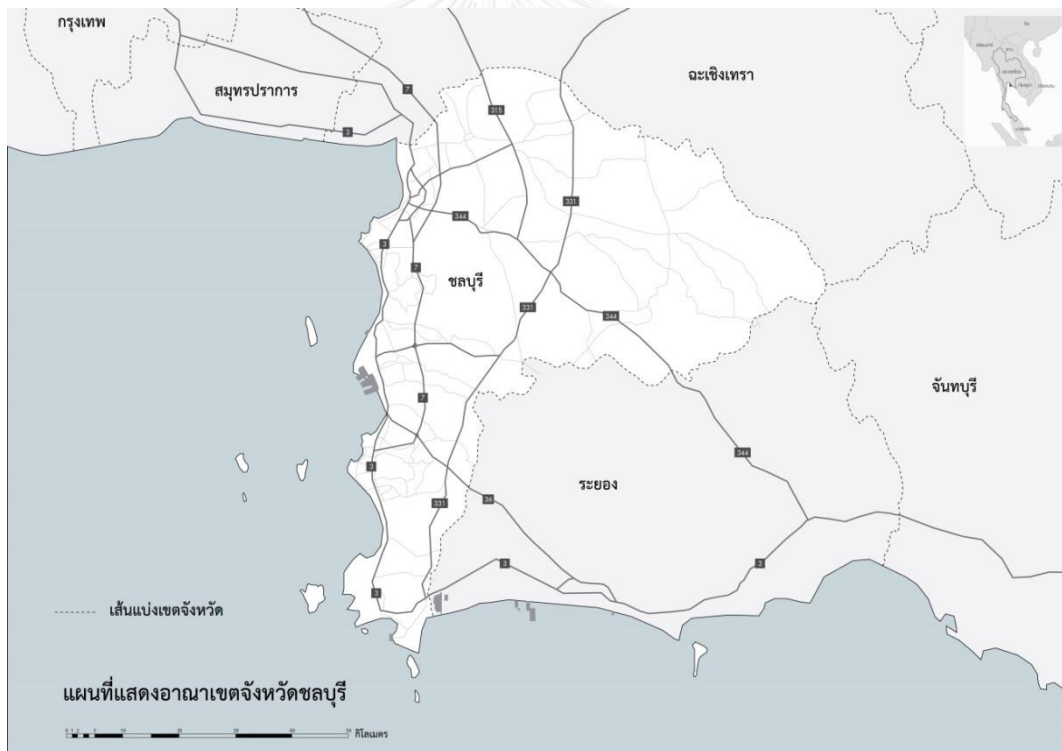 กรุงเทพ
สมุทรปราการ
ฉะเชิงเทรา
7
315
3
331
344
3
7
ชลบุรี
331
344
7
จันทบุรี
3
344
ระยอง
331
36
3
3
3
เส้นแบ่งเขตจังหวัด
แผนที่แสดงอาณาเขตจังหวัดชลบุรี
กิโลเมตร